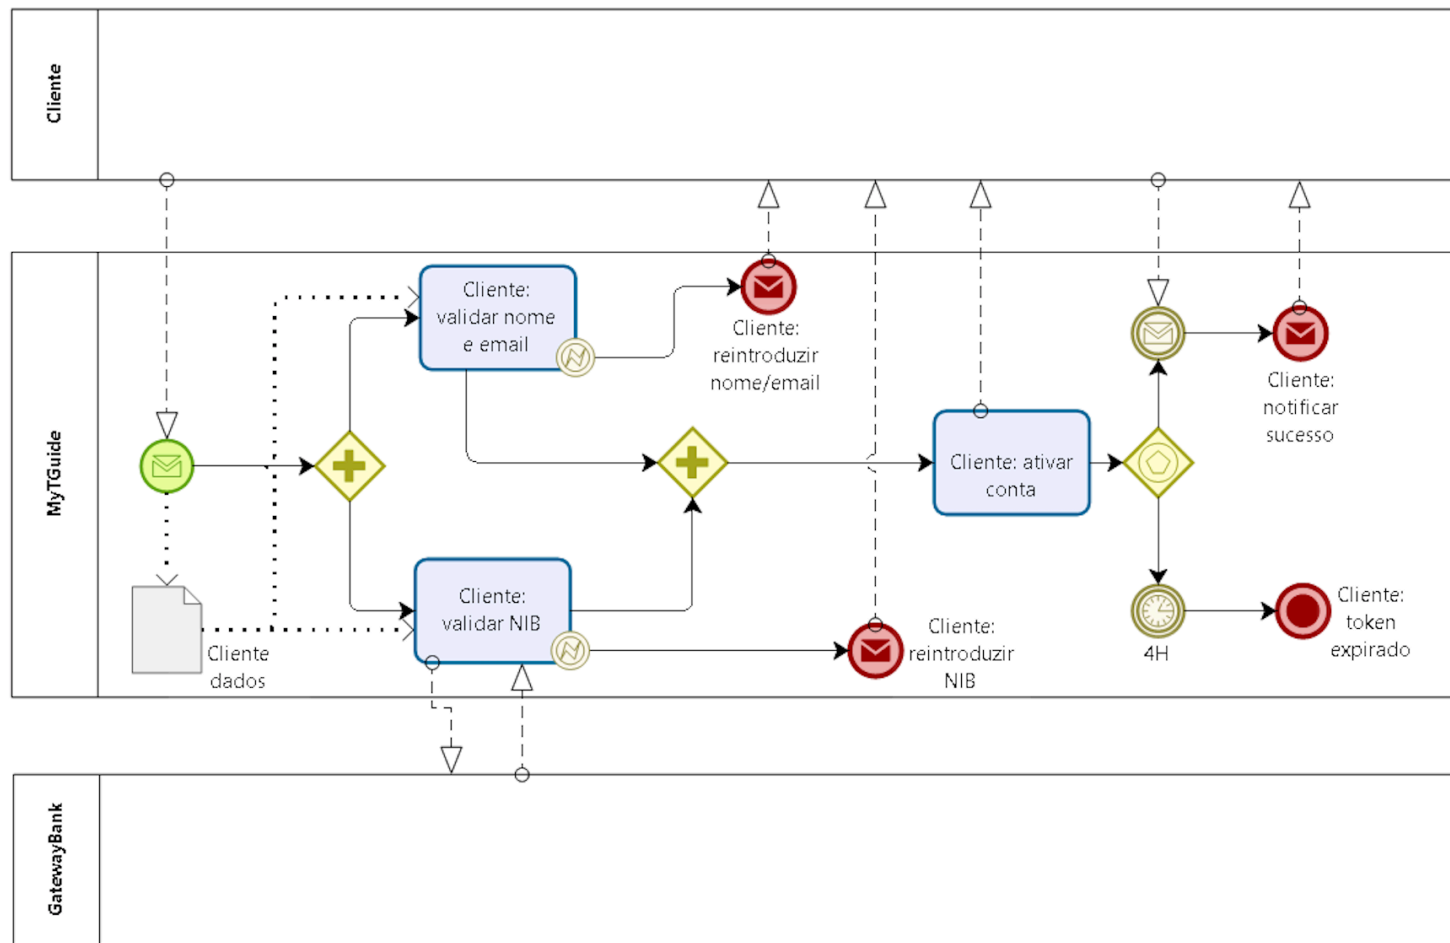 Cliente
MyTGuide
Cliente:
validar nome
e email
Cliente:
reintroduzir
nome/email
Cliente:
notificar
sucesso
Cliente: ativar
conta
Cliente:
validar NIB
Cliente
dados
Cliente:
reintroduzir
NIB
4H
Cliente:
token
expirado
GatewayBank